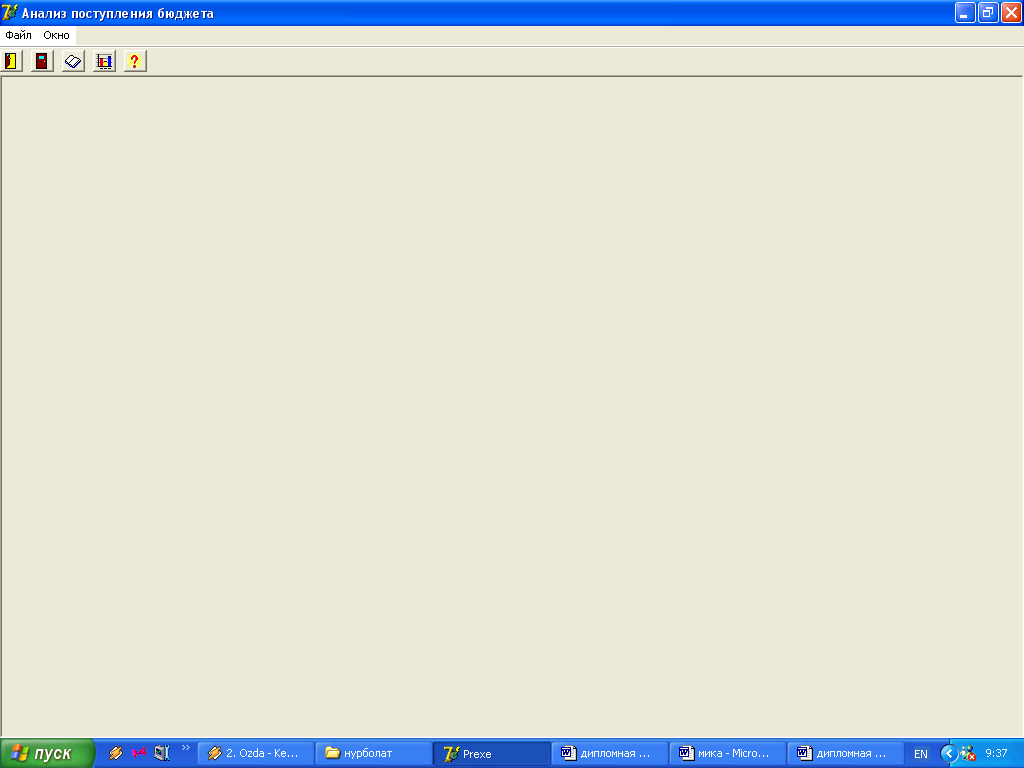 Анализ поступления бюджета
Файл Окно
?
пуск
2. Ozda - Ke...
нурболат
Prexe
дипломная ...
мика - Micro...
дипломная ...
EN
9:37